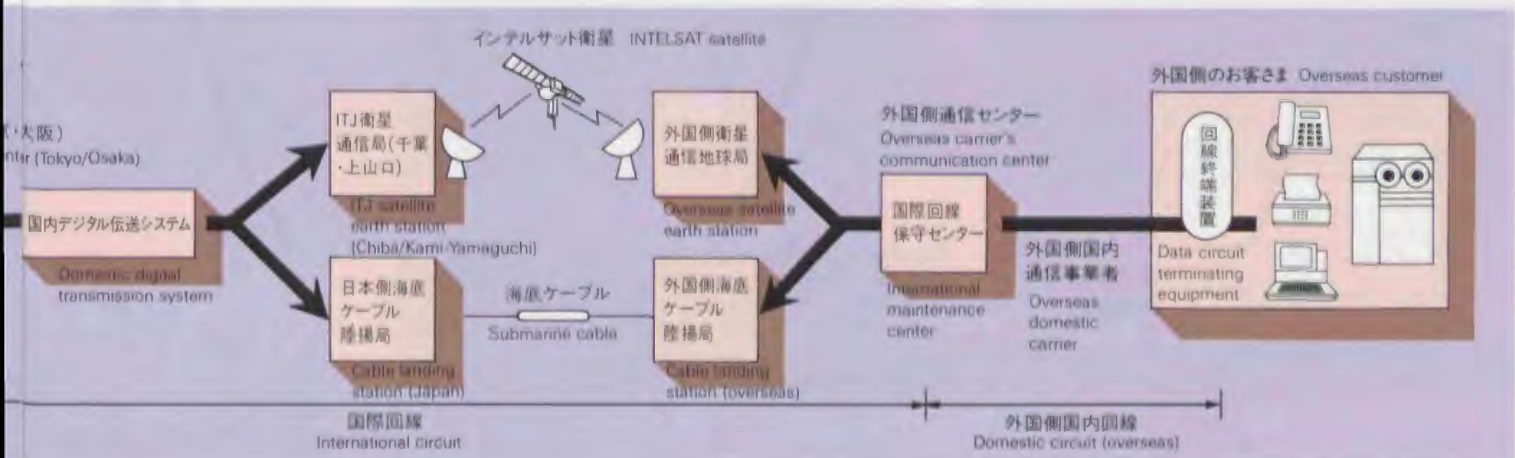 インテルサット衛星 INTELSAT satellite
外国側のお客さま Overseas customer
・大阪)
(Tokyo/Osaka)
国内デジタル伝送システム
Domestic digital
transmission system
ITJ衛星
通信局(千葉
・上山口)
ITJ satellite
earth station
(Chiba/Kami-Yamaguchi)
外国側衛星
通信地球局
Overseas satellite
earth station
日本側海底
ケーブル
陸揚局
Cable landing
station (Japan)
海底ケーブル
Submarine cable
外国側海底
ケーブル
陸揚局
Cable landing
station (overseas)
外国側通信センター
Overseas carrier's
communication center
国際回線
保守センター
International
maintenance
center
外国側国内
通信事業者
Overseas
domestic
carrier
回線終端装置
Data circuit
terminating
equipment
国際回線
International circuit
外国側国内回線
Domestic circuit (overseas)